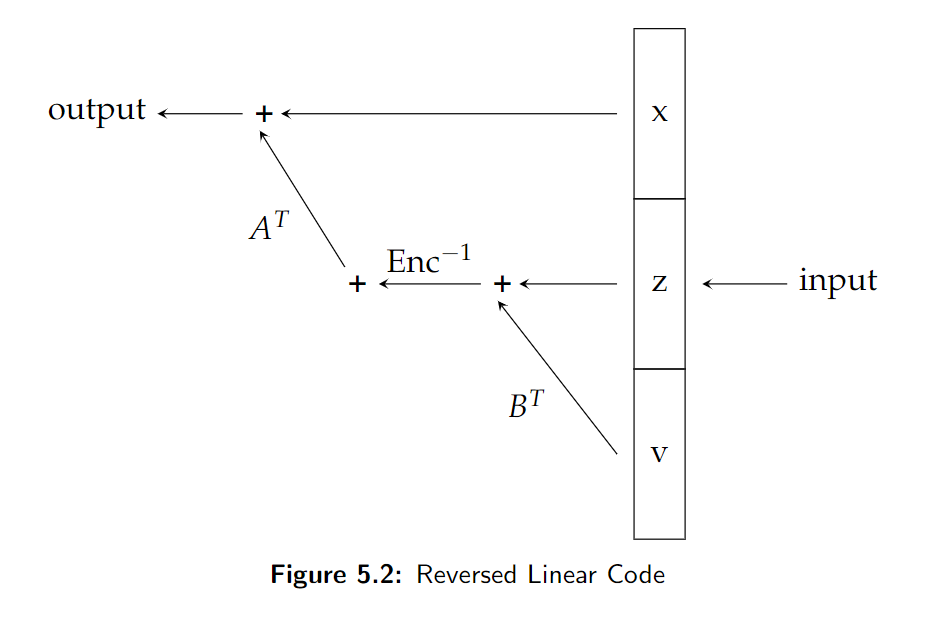 output + x
A^T
+ Enc^{-1} + z input
B^T
v
Figure 5.2: Reversed Linear Code